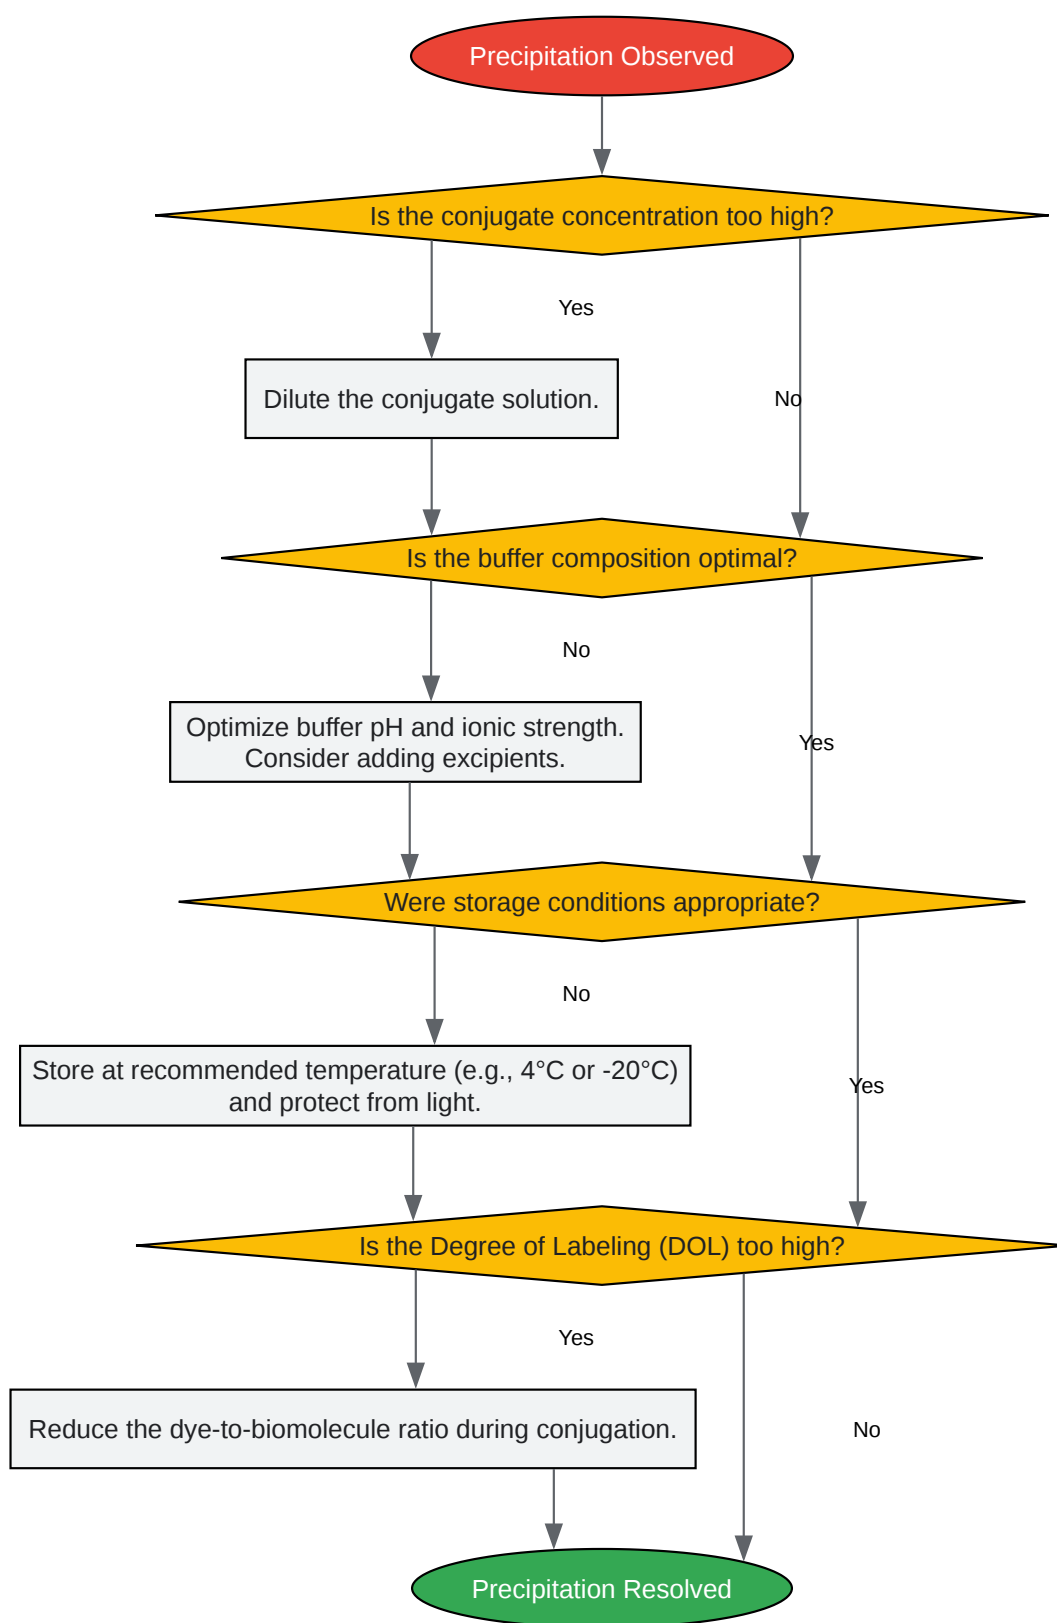 Precipitation Observed
Is the conjugate concentration too high?
Yes
Dilute the conjugate solution.
No
Is the buffer composition optimal?
No
Optimize buffer pH and ionic strength.
Consider adding excipients.
Yes
Were storage conditions appropriate?
No
Store at recommended temperature (e.g., 4°C or -20°C)
and protect from light.
Yes
Is the Degree of Labeling (DOL) too high?
Yes
Reduce the dye-to-biomolecule ratio during conjugation.
No
Precipitation Resolved